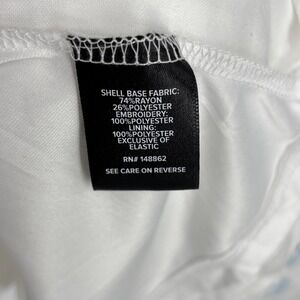 SHELL BASE FABRIC:
74%RAYON
26%POLYESTER
EMBROIDERY:
100%POLYESTER
LINING:
100%POLYESTER
EXCLUSIVE OF
ELASTIC
RN# 148862
SEE CARE ON REVERSE